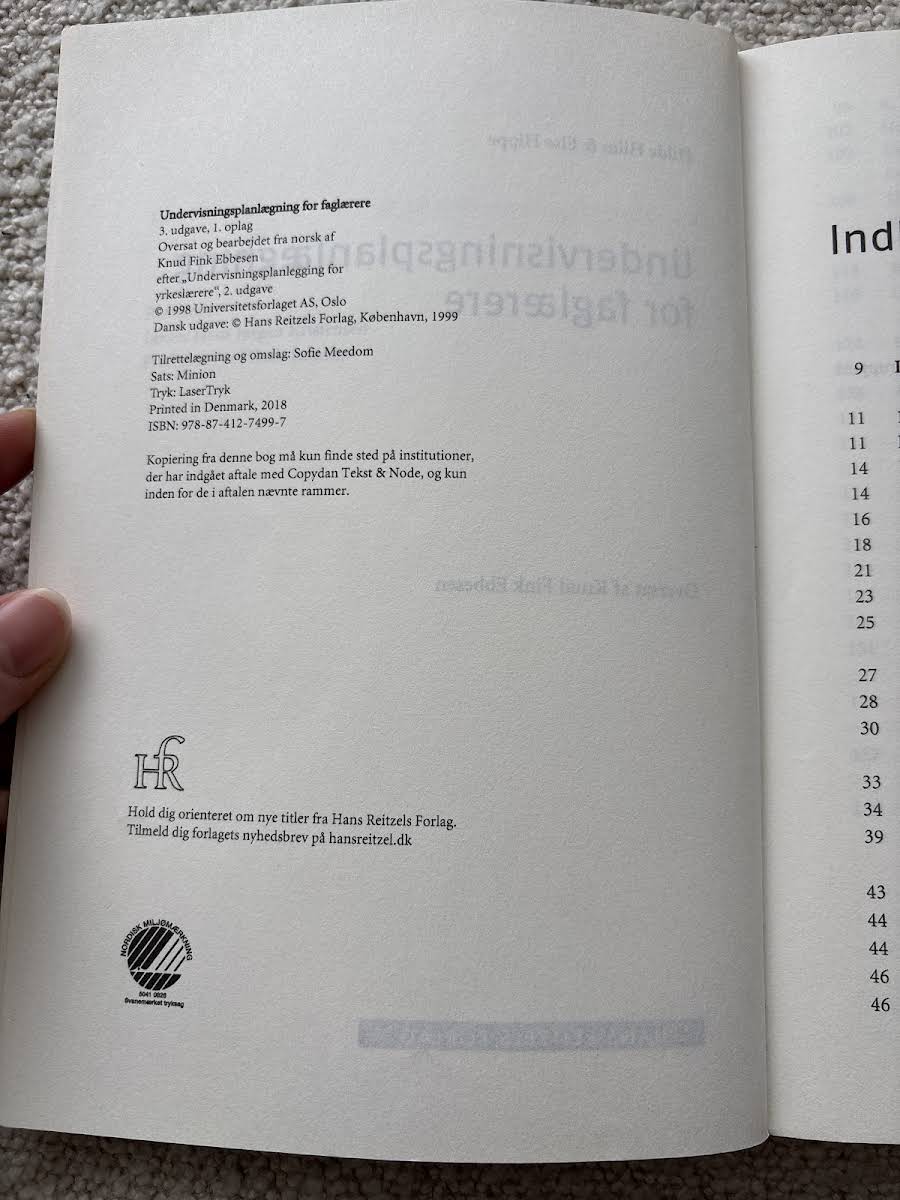 Undervisningsplanlægning for faglærere
3. udgave, 1. oplag
Oversat og bearbejdet fra norsk af
Knud Fink Ebbesen
efter „Undervisningsplanlegging for
yrkeslærere“, 2. udgave
© 1998 Universitetsforlaget AS, Oslo
Dansk udgave: © Hans Reitzels Forlag, København, 1999
Tilrettelægning og omslag: Sofie Meedom
Sats: Minion
Tryk: LaserTryk
Printed in Denmark, 2018
ISBN: 978-87-412-7499-7
Kopiering fra denne bog må kun finde sted på institutioner,
der har indgået aftale med Copydan Tekst & Node, og kun
inden for de i aftalen nævnte rammer.
HR
Hold dig orienteret om nye titler fra Hans Reitzels Forlag.
Tilmeld dig forlagets nyhedsbrev på hansreitzel.dk
NORDISK MILJØMÆRKNING
5041 0826
Svanemærket tryksag
Ind
9
11
11
14
14
16
18
21
23
25
27
28
30
33
34
39
43
44
44
46
46